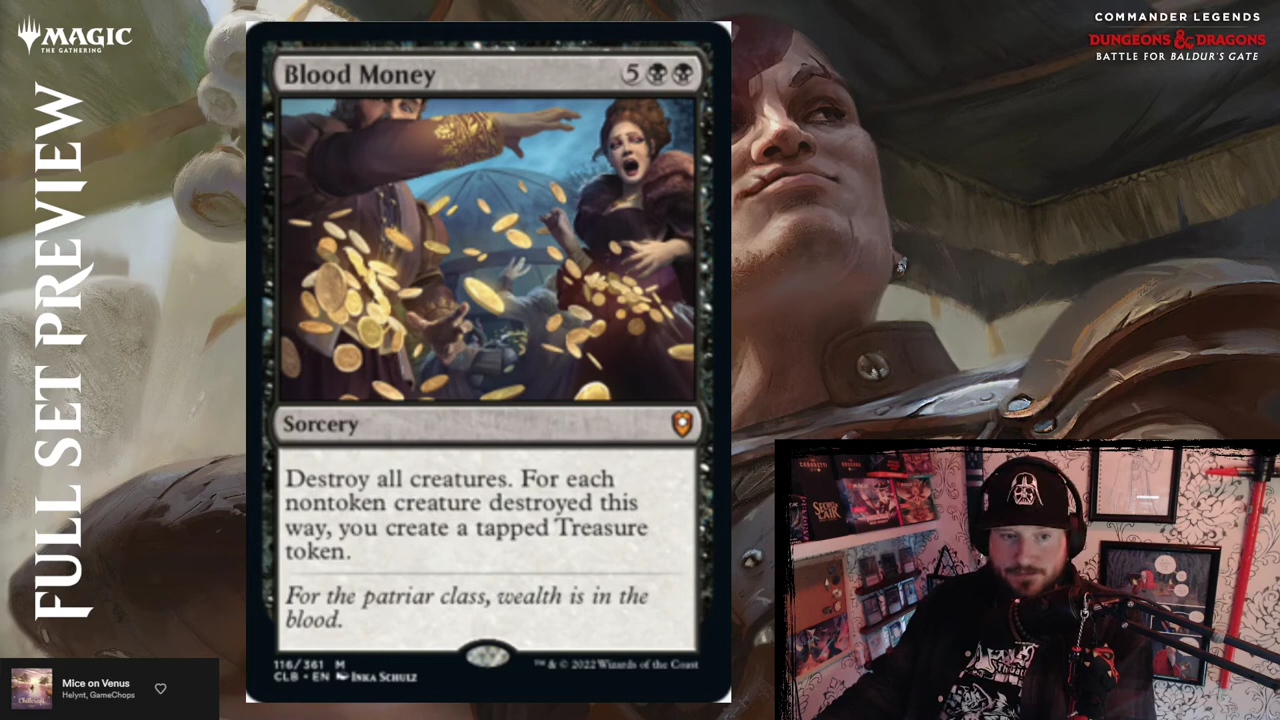 MAGIC
THE GATHERING
FULL SET PREVIEW
COMMANDER LEGENDS
DUNGEONS & DRAGONS
BATTLE FOR BALDUR'S GATE
Blood Money 5
Sorcery
Destroy all creatures. For each
nontoken creature destroyed this
way, you create a tapped Treasure
token.
For the patriar class, wealth is in the
blood.
116/361 M
CLB • EN INKA SCHULZ
™ & © 2022 Wizards of the Coast
Mice on Venus
Helynt, GameChops
SECRET
LAIR